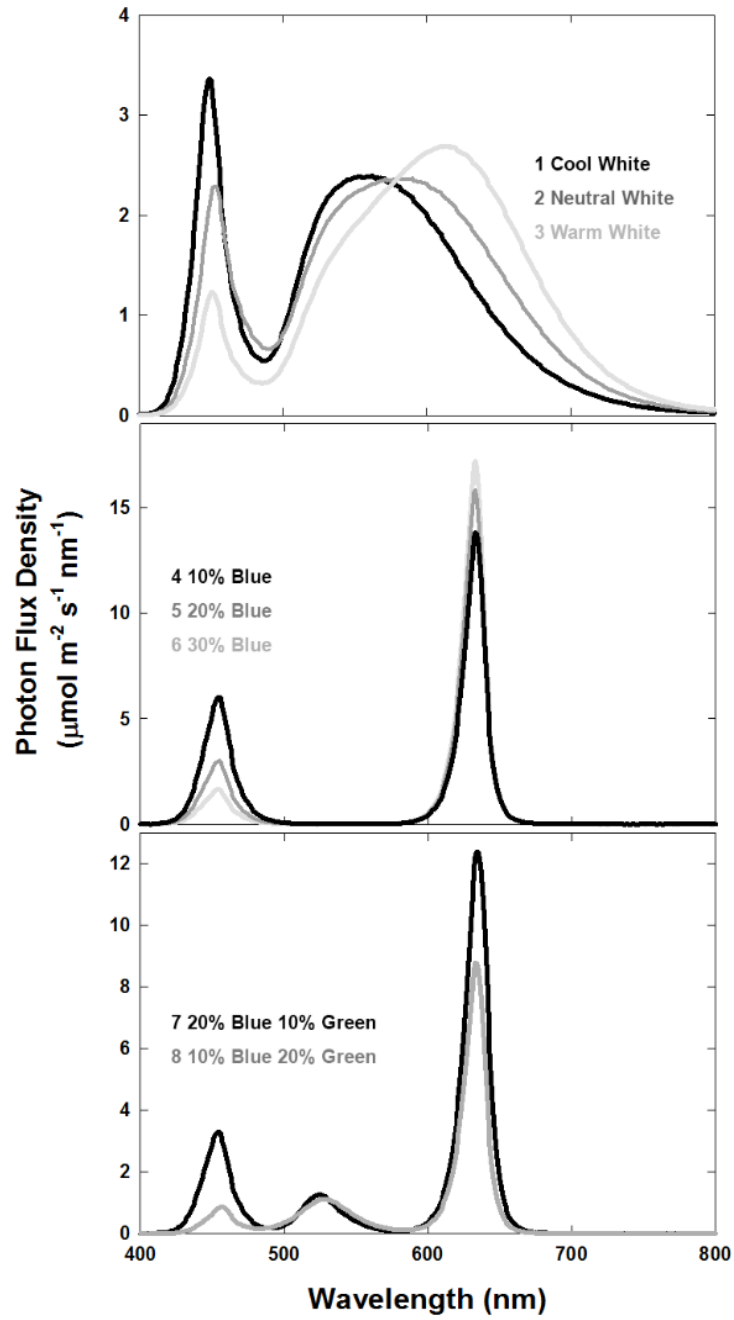 4
3
2
1
0
1 Cool White
2 Neutral White
3 Warm White
15
10
5
0
4 10% Blue
5 20% Blue
6 30% Blue
12
10
8
6
4
2
0
7 20% Blue 10% Green
8 10% Blue 20% Green
400 500 600 700 800
Wavelength (nm)
Photon Flux Density
(μmol m⁻² s⁻¹ nm⁻¹)